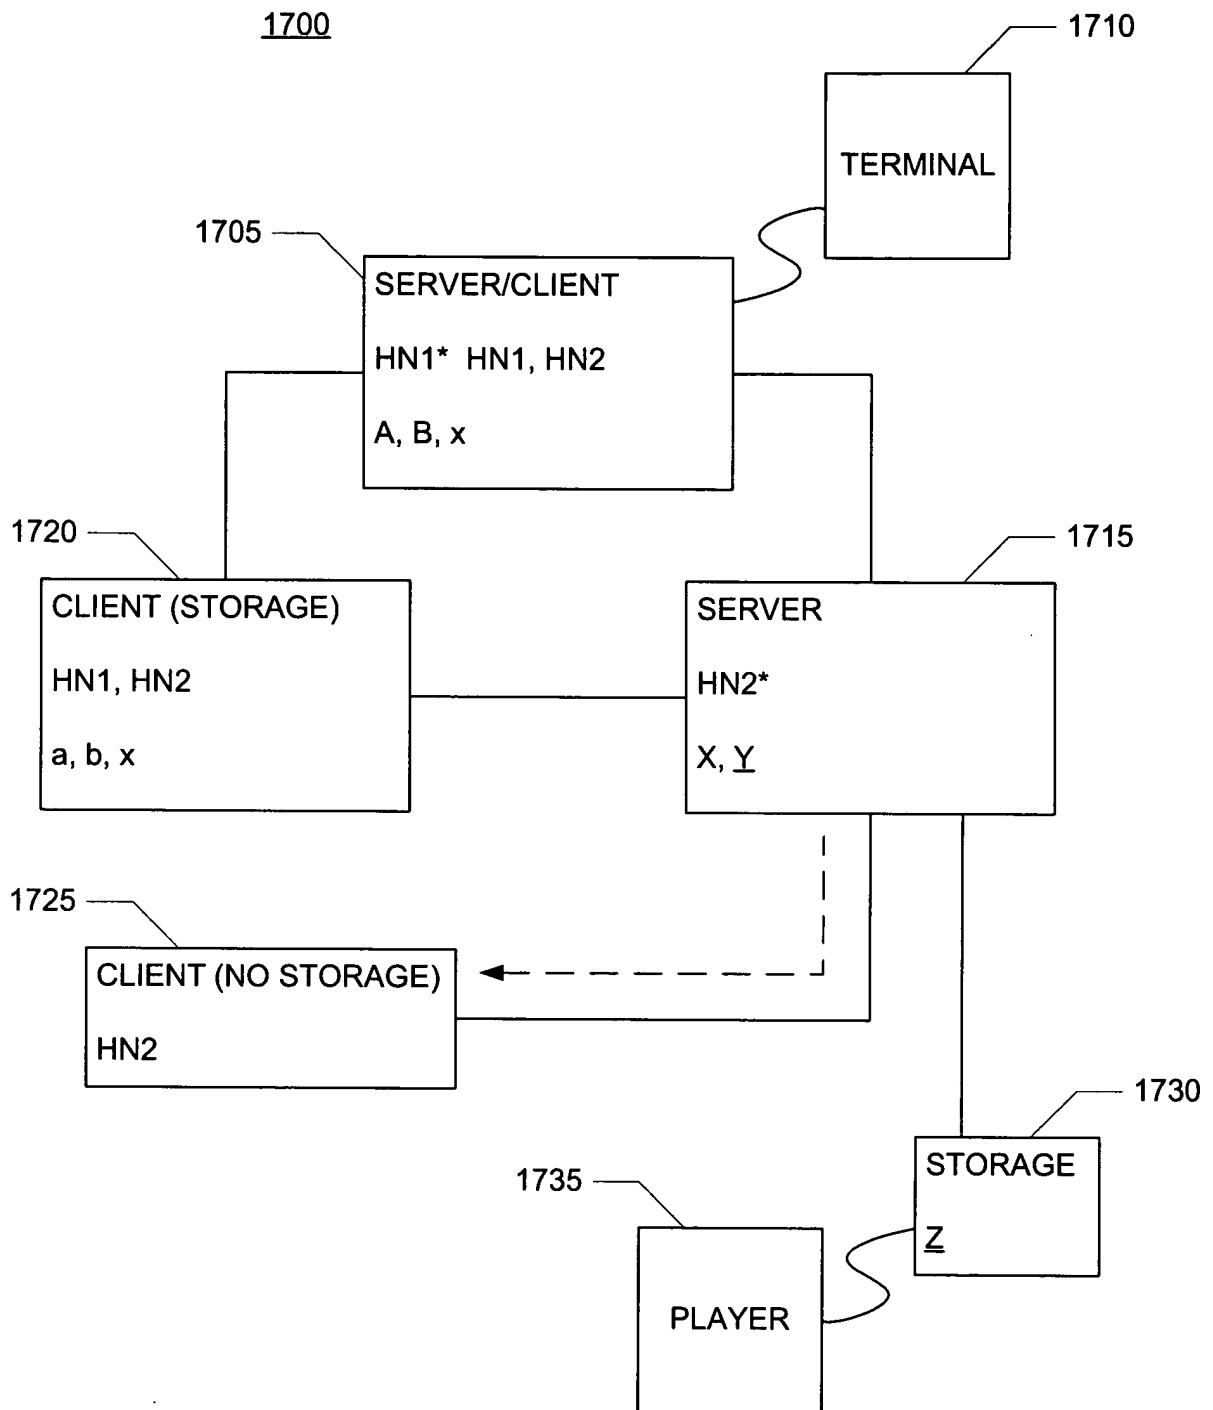 1700
1710
TERMINAL
1705
SERVER/CLIENT
HN1* HN1, HN2
A, B, x
1720
CLIENT (STORAGE)
HN1, HN2
a, b, x
1715
SERVER
HN2*
X, Y
1725
CLIENT (NO STORAGE)
HN2
1730
STORAGE
Z
1735
PLAYER